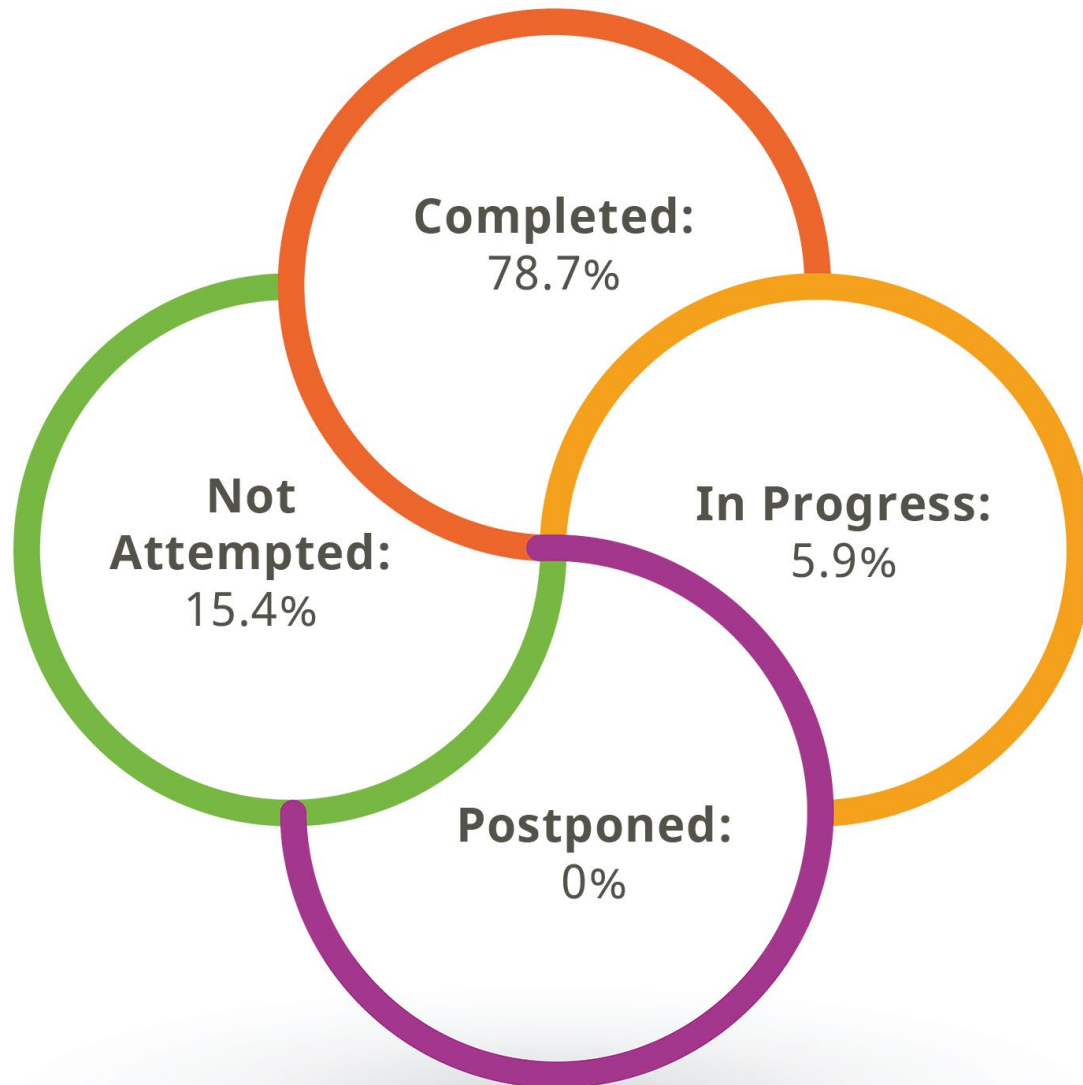 Completed:
78.7%
Not
Attempted:
15.4%
In Progress:
5.9%
Postponed:
0%